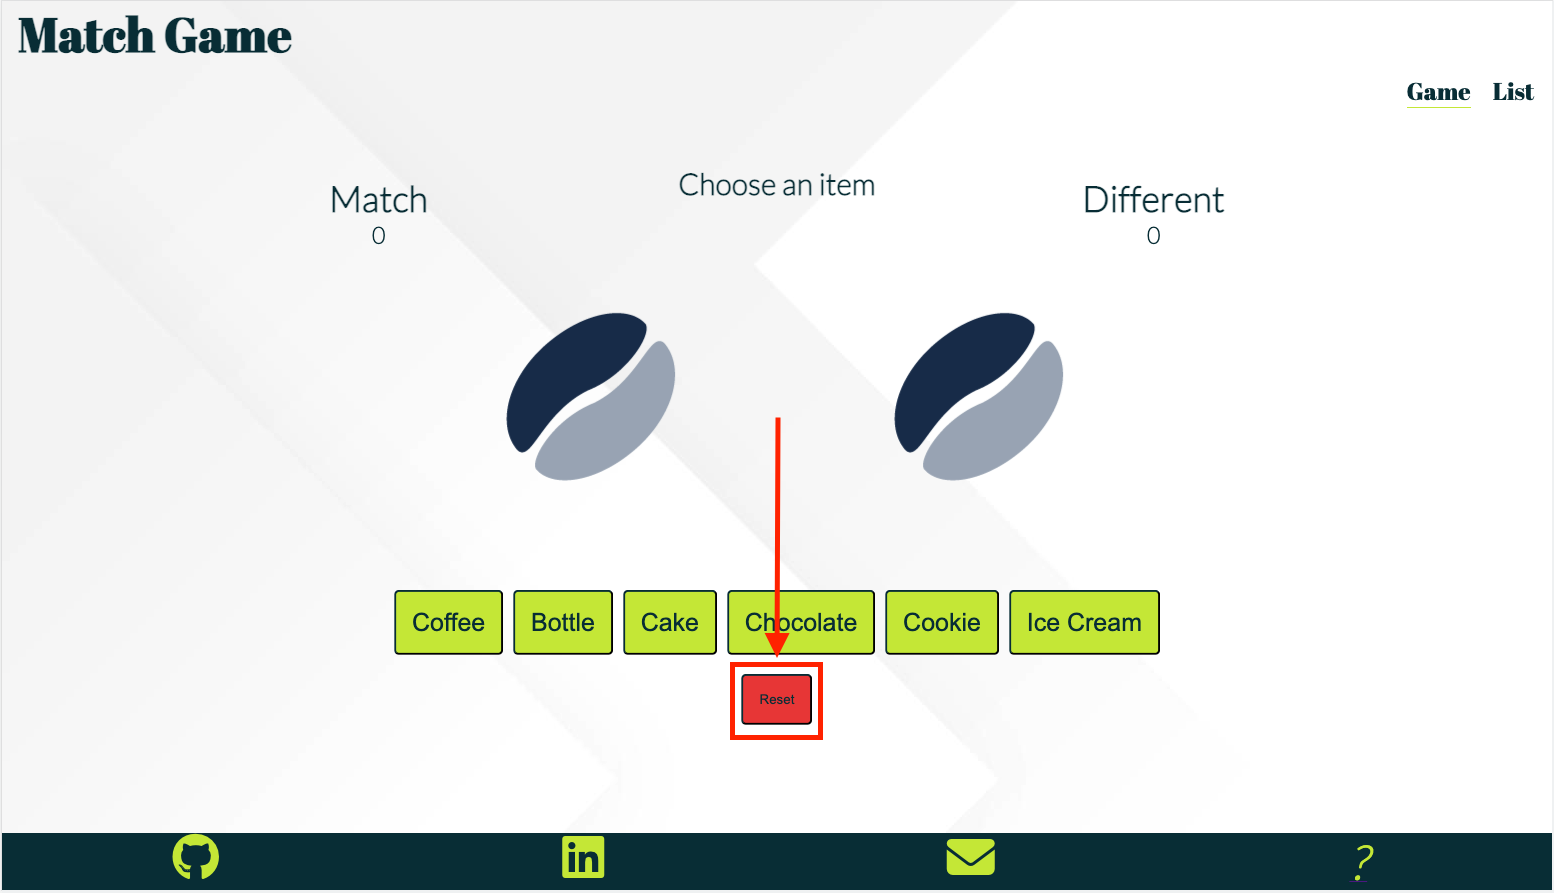 Match Game
Game List
Choose an item
Match
Different
0
0
Coffee Bottle Cake Chocolate Cookie Ice Cream
Reset
in
?